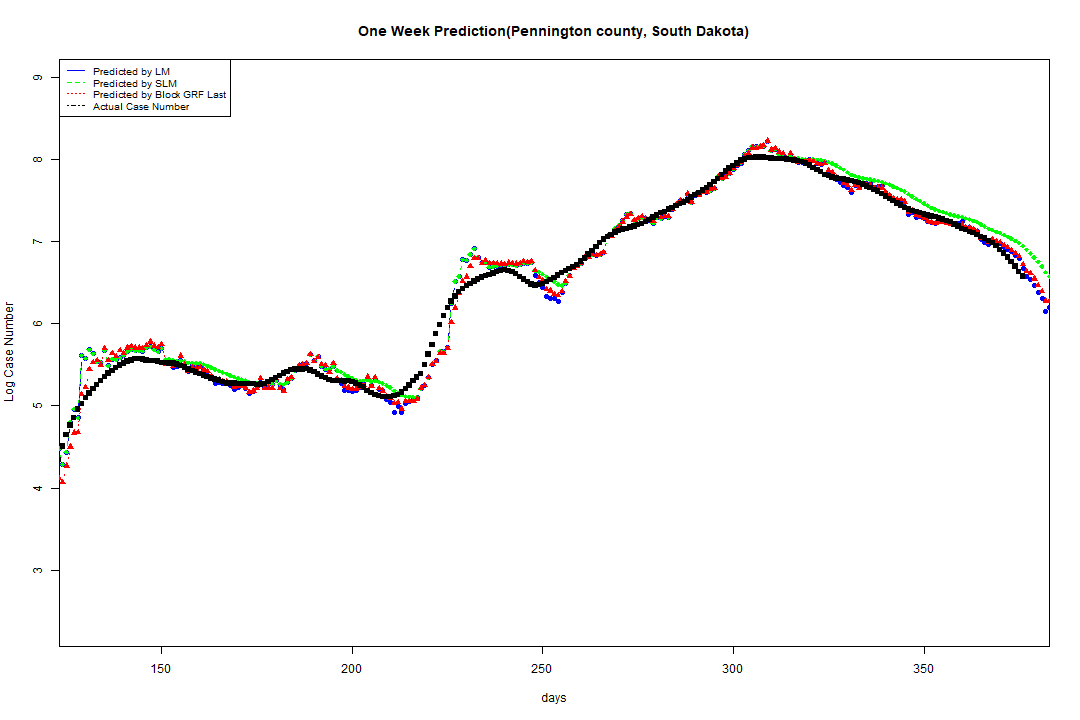 One Week Prediction(Pennington county, South Dakota)
Predicted by LM
Predicted by SLM
Predicted by Block GRF Last
Actual Case Number
9
8
7
6
5
4
3
Log Case Number
150 200 250 300 350
days